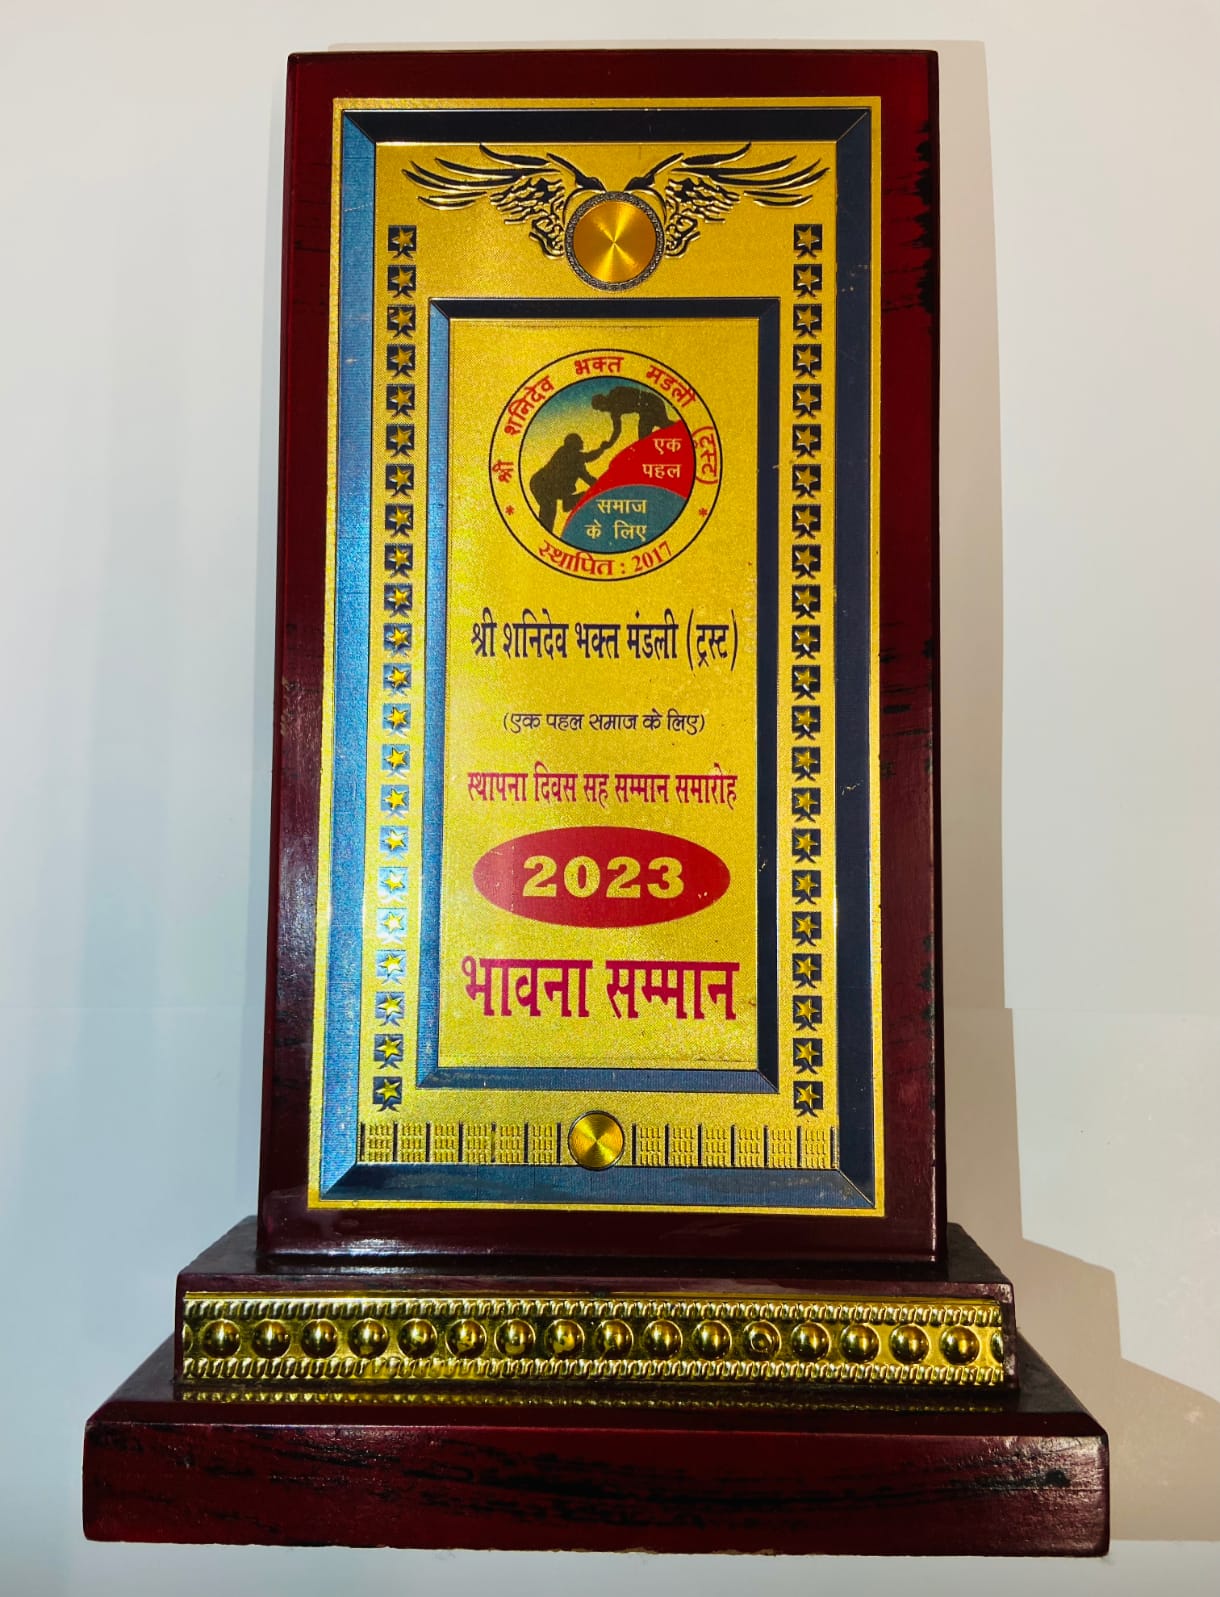 श्री शनिदेव भक्त मंडली (ट्रस्ट)
एक
पहल
समाज
के लिए
* स्थापित : 2017 *
श्री शनिदेव भक्त मंडली (ट्रस्ट)
(एक पहल समाज के लिए)
स्थापना दिवस सह सम्मान समारोह
2023
भावना सम्मान